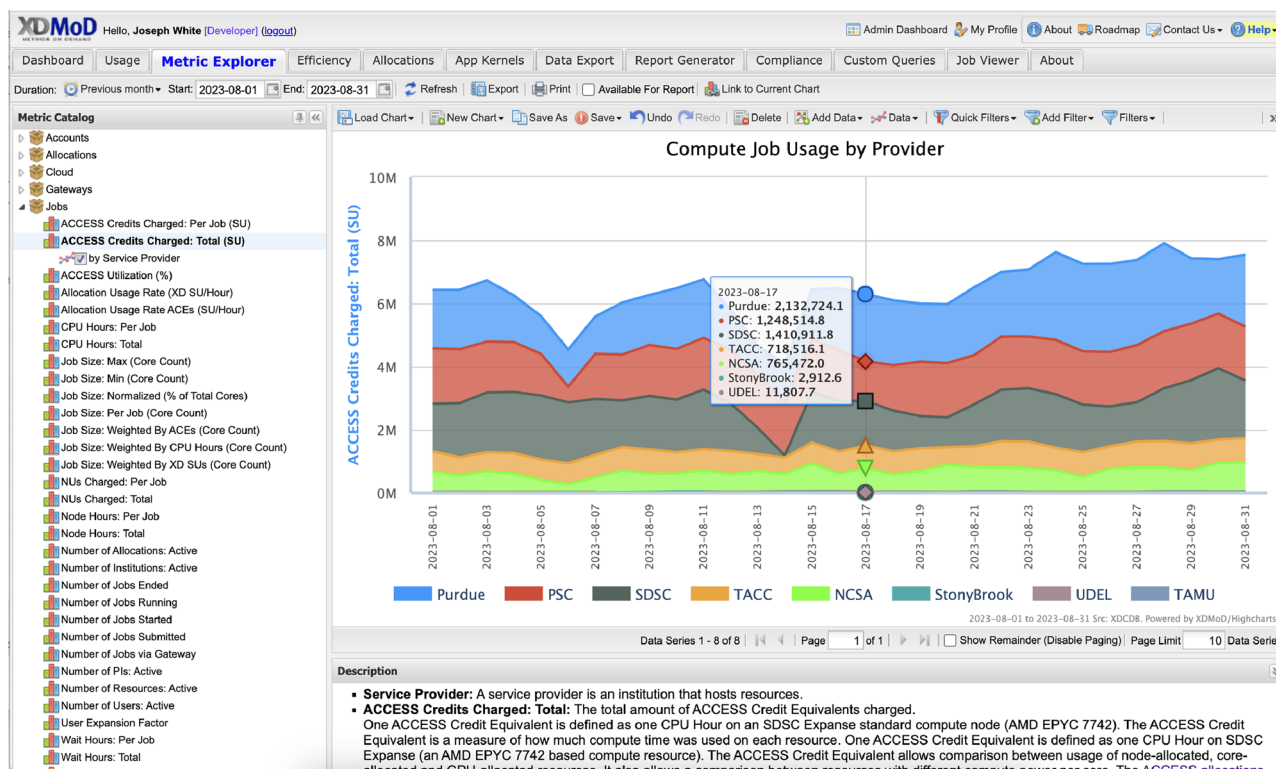 XDMoD Hello, Joseph White [Developer] (logout) Admin Dashboard My Profile About Roadmap Contact Us Help
METRICS ON DEMAND
Dashboard Usage Metric Explorer Efficiency Allocations App Kernels Data Export Report Generator Compliance Custom Queries Job Viewer About
Duration: Previous month Start: 2023-08-01 End: 2023-08-31 Refresh Export Print Available For Report Link to Current Chart
Metric Catalog
Accounts
Allocations
Cloud
Gateways
Jobs
ACCESS Credits Charged: Per Job (SU)
ACCESS Credits Charged: Total (SU)
by Service Provider
ACCESS Utilization (%)
Allocation Usage Rate (XD SU/Hour)
Allocation Usage Rate ACEs (SU/Hour)
CPU Hours: Per Job
CPU Hours: Total
Job Size: Max (Core Count)
Job Size: Min (Core Count)
Job Size: Normalized (% of Total Cores)
Job Size: Per Job (Core Count)
Job Size: Weighted By ACEs (Core Count)
Job Size: Weighted By CPU Hours (Core Count)
Job Size: Weighted By XD SUs (Core Count)
NUs Charged: Per Job
NUs Charged: Total
Node Hours: Per Job
Node Hours: Total
Number of Allocations: Active
Number of Institutions: Active
Number of Jobs Ended
Number of Jobs Running
Number of Jobs Started
Number of Jobs Submitted
Number of Jobs via Gateway
Number of PIs: Active
Number of Resources: Active
Number of Users: Active
User Expansion Factor
Wait Hours: Per Job
Wait Hours: Total
Load Chart New Chart Save As Save Undo Redo Delete Add Data Data Quick Filters Add Filter Filters
Compute Job Usage by Provider
ACCESS Credits Charged: Total (SU)
10M
8M
6M
4M
2M
0M
2023-08-17
Purdue: 2,132,724.1
PSC: 1,248,514.8
SDSC: 1,410,911.8
TACC: 718,516.1
NCSA: 765,472.0
StonyBrook: 2,912.6
UDEL: 11,807.7
2023-08-01 2023-08-03 2023-08-05 2023-08-07 2023-08-09 2023-08-11 2023-08-13 2023-08-15 2023-08-17 2023-08-19 2023-08-21 2023-08-23 2023-08-25 2023-08-27 2023-08-29 2023-08-31
Purdue PSC SDSC TACC NCSA StonyBrook UDEL TAMU
2023-08-01 to 2023-08-31 Src: XDCDB. Powered by XDMoD/Highcharts
Data Series 1 - 8 of 8 Page 1 of 1 Show Remainder (Disable Paging) Page Limit 10 Data Serie
Description
Service Provider: A service provider is an institution that hosts resources.
ACCESS Credits Charged: Total: The total amount of ACCESS Credit Equivalents charged.
One ACCESS Credit Equivalent is defined as one CPU Hour on an SDSC Expanse standard compute node (AMD EPYC 7742). The ACCESS Credit
Equivalent is a measure of how much compute time was used on each resource. One ACCESS Credit Equivalent is defined as one CPU Hour on SDSC
Expanse (an AMD EPYC 7742 based compute resource). The ACCESS Credit Equivalent allows comparison between usage of node-allocated, core-